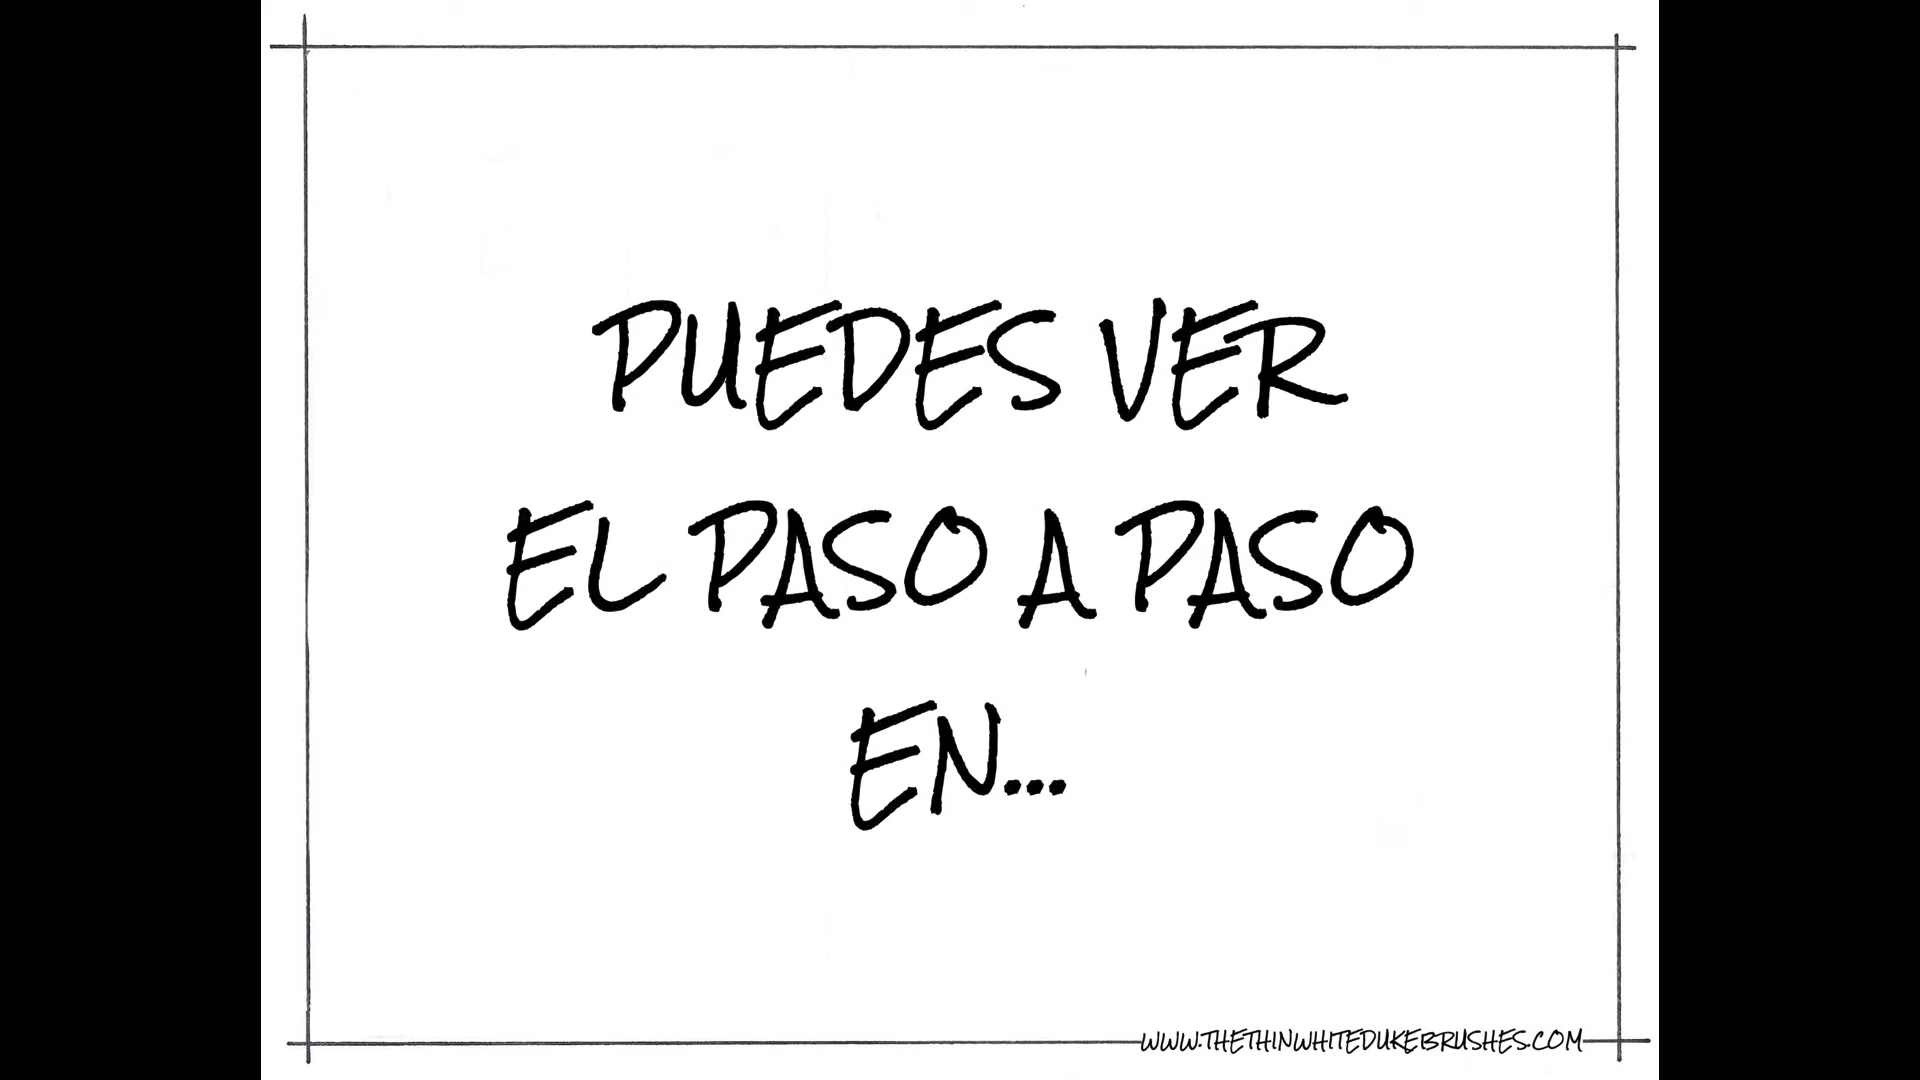 PUEDES VER
EL PASO A PASO
EN...
WWW.THETHINWHITEDUKEBRUSHES.COM